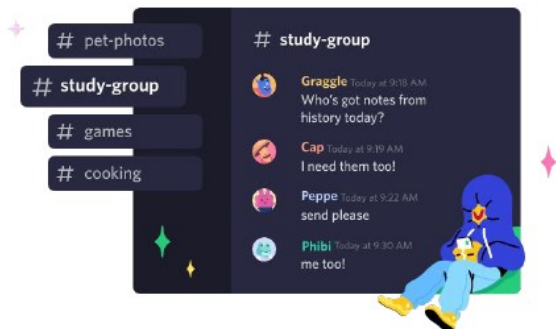 # pet-photos
# study-group
# games
# cooking
# study-group
Graggle Today at 9:18 AM
Who's got notes from
history today?
Cap Today at 9:19 AM
I need them too!
Peppe Today at 9:22 AM
send please
Phibi Today at 9:30 AM
me too!